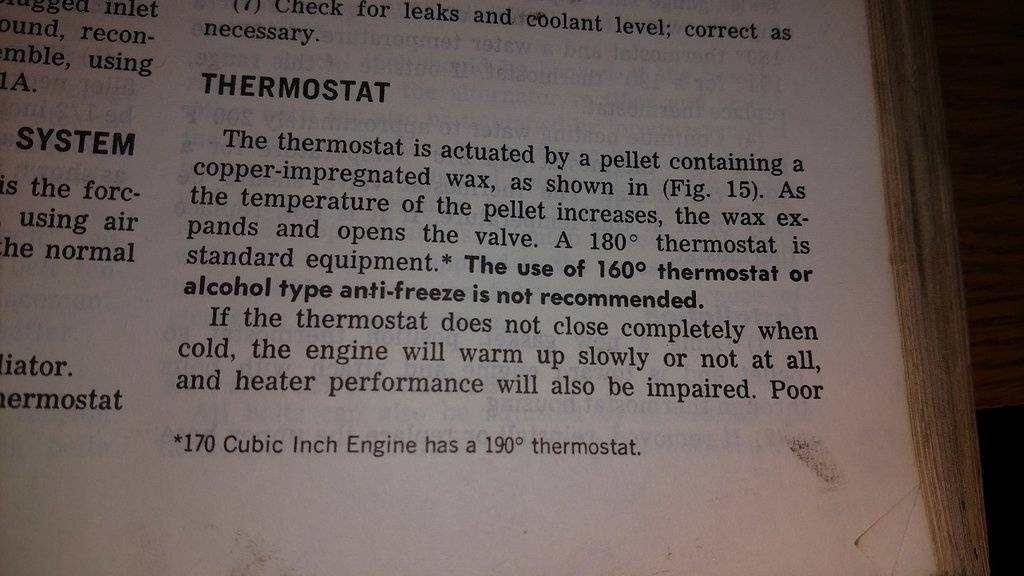 ugged inlet
ound, recon-
emble, using
1A.
SYSTEM
is the forc-
using air
the normal
liator.
hermostat
(7) Check for leaks and coolant level; correct as
necessary.
THERMOSTAT
The thermostat is actuated by a pellet containing a
copper-impregnated wax, as shown in (Fig. 15). As
the temperature of the pellet increases, the wax ex-
pands and opens the valve. A 180° thermostat is
standard equipment.* The use of 160° thermostat or
alcohol type anti-freeze is not recommended.
If the thermostat does not close completely when
cold, the engine will warm up slowly or not at all,
and heater performance will also be impaired. Poor
*170 Cubic Inch Engine has a 190° thermostat.